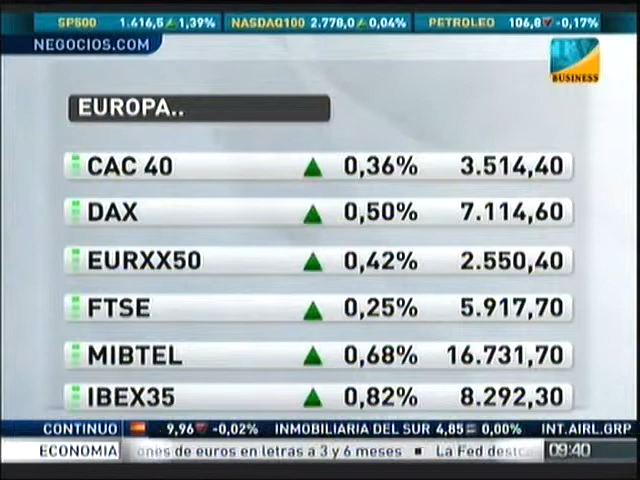 SP500 1.416,5 1,39% NASDAQ100 2.778,0 0,04% PETROLEO 106,8 -0,17%
NEGOCIOS.COM
BUSINESS
EUROPA..
CAC 40 0,36% 3.514,40
DAX 0,50% 7.114,60
EURXX50 0,42% 2.550,40
FTSE 0,25% 5.917,70
MIBTEL 0,68% 16.731,70
IBEX35 0,82% 8.292,30
CONTINUO 9,96 -0,02% INMOBILIARIA DEL SUR 4,85 = 0,00% INT.AIRL.GRP
ECONOMIA ones de euros en letras a 3 y 6 meses ■ La Fed destc 09:40